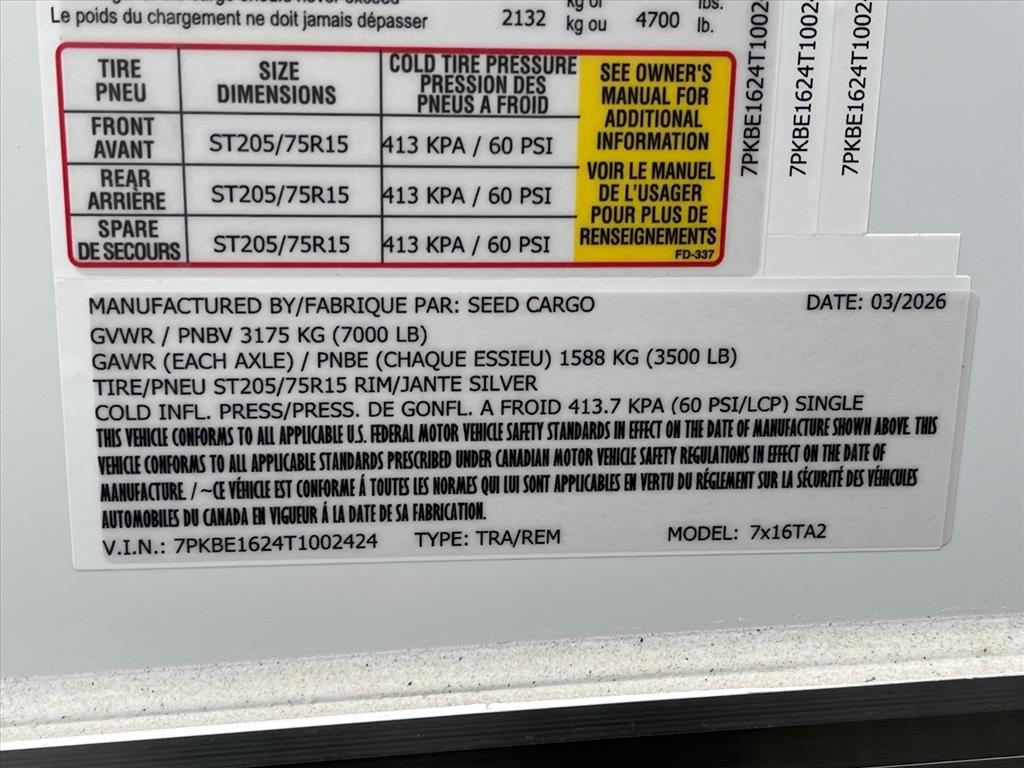 kg or lbs.
Le poids du chargement ne doit jamais dépasser 2132 kg ou 4700 lb.
TIRE PNEU SIZE DIMENSIONS COLD TIRE PRESSURE PRESSION DES PNEUS A FROID
FRONT AVANT ST205/75R15 413 KPA / 60 PSI
REAR ARRIÈRE ST205/75R15 413 KPA / 60 PSI
SPARE DE SECOURS ST205/75R15 413 KPA / 60 PSI
SEE OWNER'S
MANUAL FOR
ADDITIONAL
INFORMATION
VOIR LE MANUEL
DE L'USAGER
POUR PLUS DE
RENSEIGNEMENTS
FD-337
7PKBE1624T1002
7PKBE1624T1002
7PKBE1624T1002
MANUFACTURED BY/FABRIQUE PAR: SEED CARGO DATE: 03/2026
GVWR / PNBV 3175 KG (7000 LB)
GAWR (EACH AXLE) / PNBE (CHAQUE ESSIEU) 1588 KG (3500 LB)
TIRE/PNEU ST205/75R15 RIM/JANTE SILVER
COLD INFL. PRESS/PRESS. DE GONFL. A FROID 413.7 KPA (60 PSI/LCP) SINGLE
THIS VEHICLE CONFORMS TO ALL APPLICABLE U.S. FEDERAL MOTOR VEHICLE SAFETY STANDARDS IN EFFECT ON THE DATE OF MANUFACTURE SHOWN ABOVE. THIS
VEHICLE CONFORMS TO ALL APPLICABLE STANDARDS PRESCRIBED UNDER CANADIAN MOTOR VEHICLE SAFETY REGULATIONS IN EFFECT ON THE DATE OF
MANUFACTURE. / ~CE VÉHICLE EST CONFORME Á TOUTES LES NORMES QUI LUI SONT APPLICABLES EN VERTU DU RÉGLEMENT SUR LA SÉCURITÉ DES VÉHICULES
AUTOMOBILES DU CANADA EN VIGUEUR Á LA DATE DE SA FABRICATION.
V.I.N.: 7PKBE1624T1002424 TYPE: TRA/REM MODEL: 7x16TA2